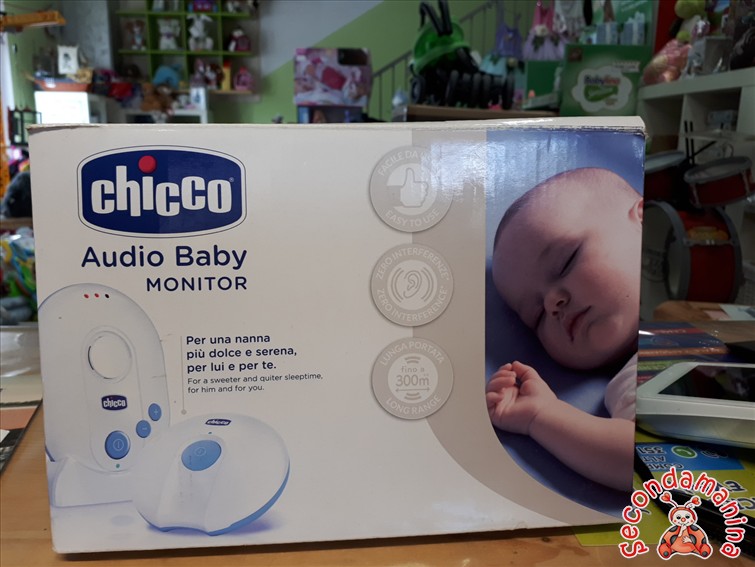 chicco
Audio Baby
MONITOR
Per una nanna
più dolce e serena,
per lui e per te.
For a sweeter and quiter sleeptime,
for him and for you.
chicco
chicco
EASY TO USE
ZERO INTERFERENZE*
ZERO INTERFERENCE*
LUNGA PORTATA
fino a
300m
LONG RANGE
secondamanina